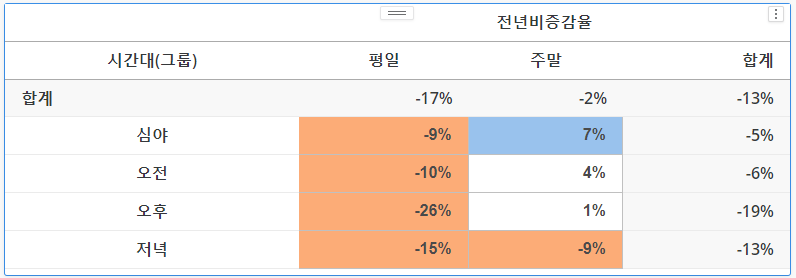 전년비증감율
시간대(그룹) 평일 주말 합계
합계 -17% -2% -13%
심야 -9% 7% -5%
오전 -10% 4% -6%
오후 -26% 1% -19%
저녁 -15% -9% -13%